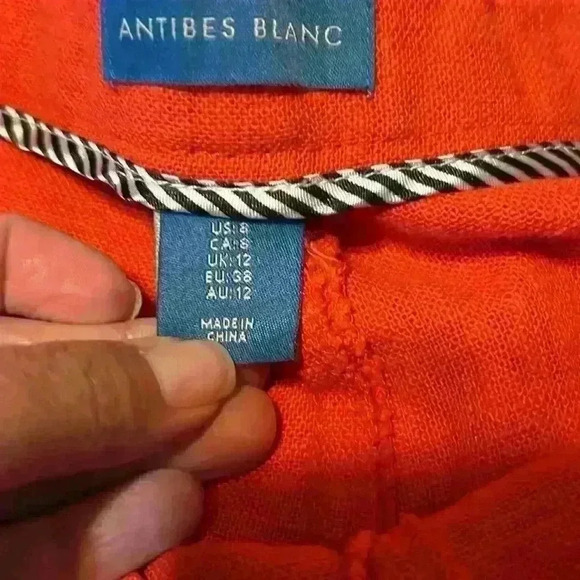 ANTIBES BLANC
US: 8
CA: 8
UK: 12
EU: 38
AU: 12
MADE IN
CHINA